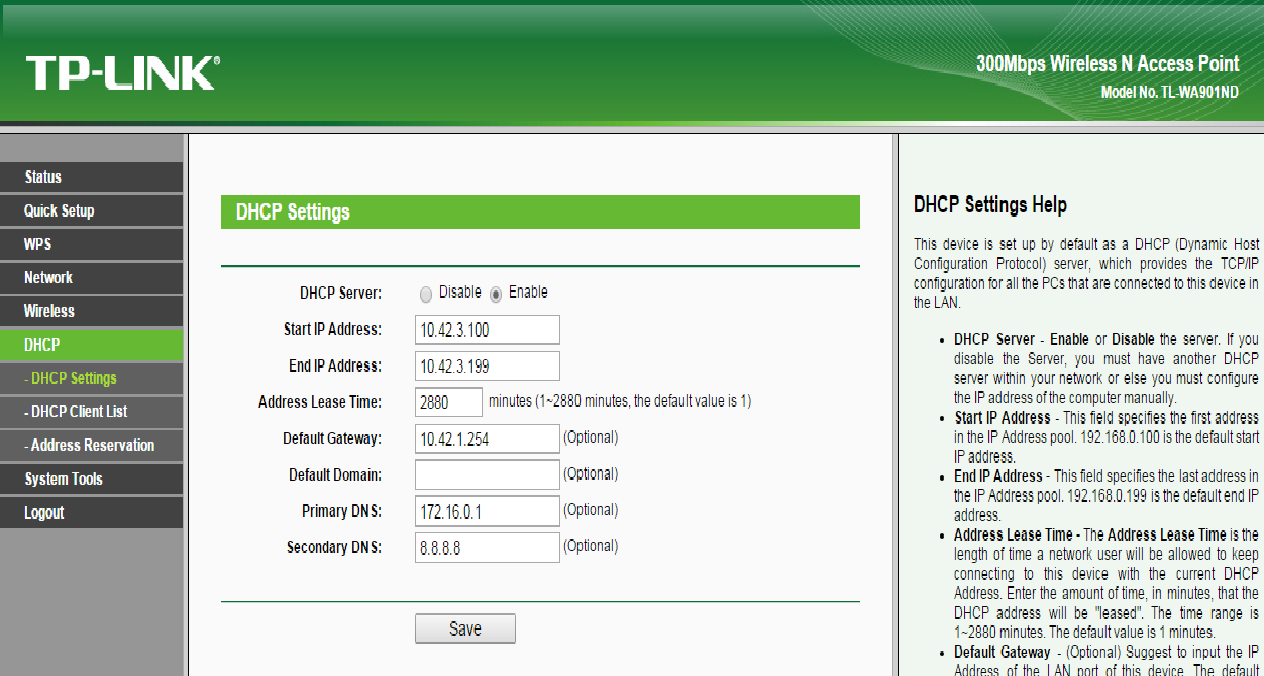 TP-LINK®
300Mbps Wireless N Access Point
Model No. TL-WA901ND
Status
Quick Setup
WPS
Network
Wireless
DHCP
- DHCP Settings
- DHCP Client List
- Address Reservation
System Tools
Logout
DHCP Settings
DHCP Server: Disable Enable
Start IP Address: 10.42.3.100
End IP Address: 10.42.3.199
Address Lease Time: 2880 minutes (1~2880 minutes, the default value is 1)
Default Gateway: 10.42.1.254 (Optional)
Default Domain: (Optional)
Primary DNS: 172.16.0.1 (Optional)
Secondary DNS: 8.8.8.8 (Optional)
Save
DHCP Settings Help
This device is set up by default as a DHCP (Dynamic Host
Configuration Protocol) server, which provides the TCP/IP
configuration for all the PCs that are connected to this device in
the LAN.
• DHCP Server - Enable or Disable the server. If you
disable the Server, you must have another DHCP
server within your network or else you must configure
the IP address of the computer manually.
• Start IP Address - This field specifies the first address
in the IP Address pool. 192.168.0.100 is the default start
IP address.
• End IP Address - This field specifies the last address in
the IP Address pool. 192.168.0.199 is the default end IP
address.
• Address Lease Time - The Address Lease Time is the
length of time a network user will be allowed to keep
connecting to this device with the current DHCP
Address. Enter the amount of time, in minutes, that the
DHCP address will be "leased". The time range is
1~2880 minutes. The default value is 1 minutes.
• Default Gateway - (Optional) Suggest to input the IP
Address of the LAN port of this device. The default